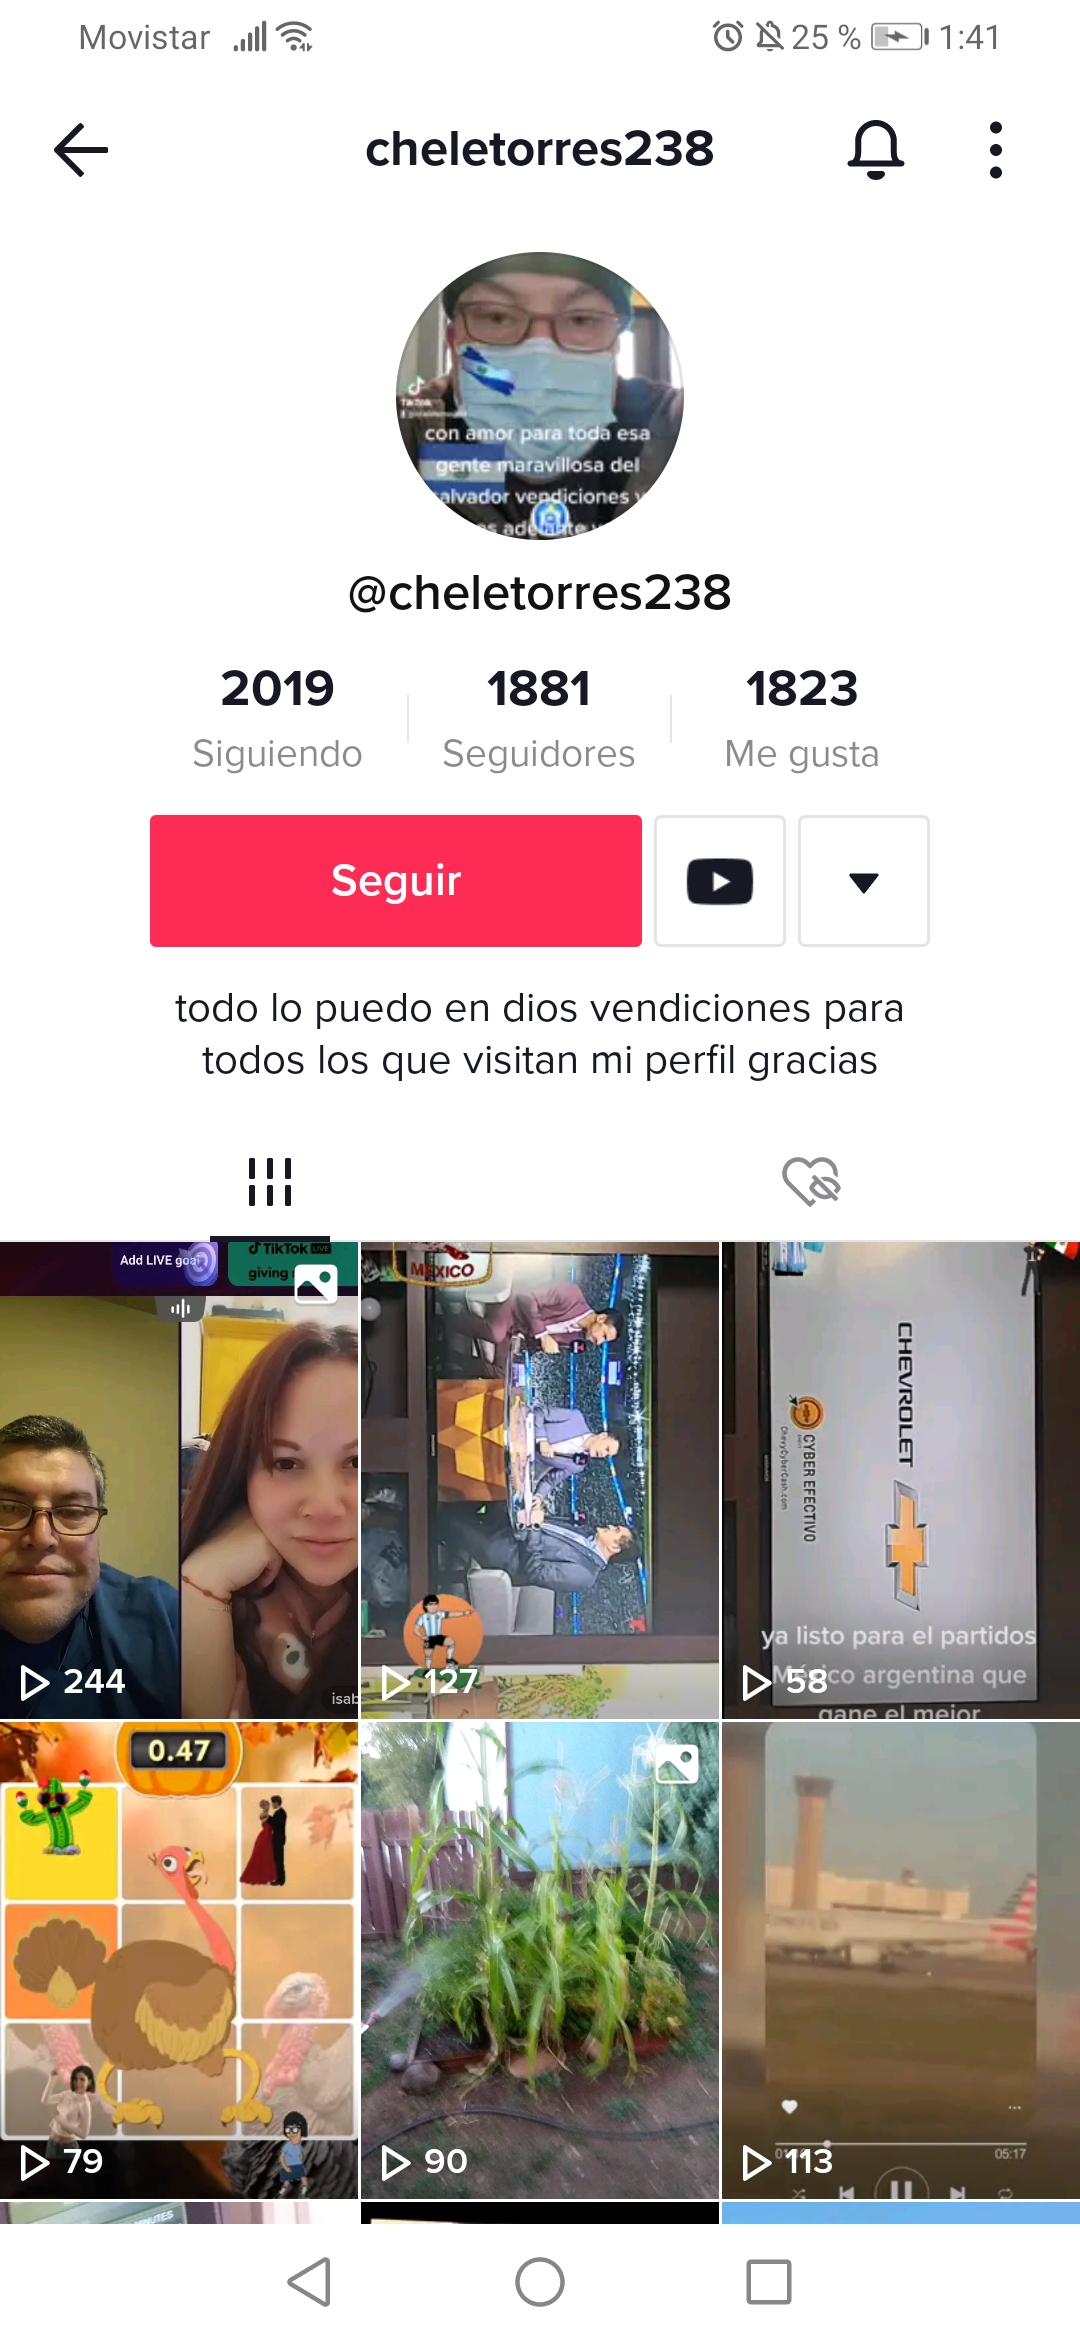 Movistar 25 % 1:41
cheletorres238
TikTok
con amor para toda esa
gente maravillosa del
alvador vendiciones y
@cheletorres238
2019 1881 1823
Siguiendo Seguidores Me gusta
Seguir
todo lo puedo en dios vendiciones para
todos los que visitan mi perfil gracias
Add LIVE goal
TikTok LIVE
giving
isab
244
MEXICO
127
CHEVROLET
CYBER EFECTIVO
ChevyCyberCash.com
ya listo para el partidos
México argentina que
gane el mejor
58
0.47
79
90
05:17
113